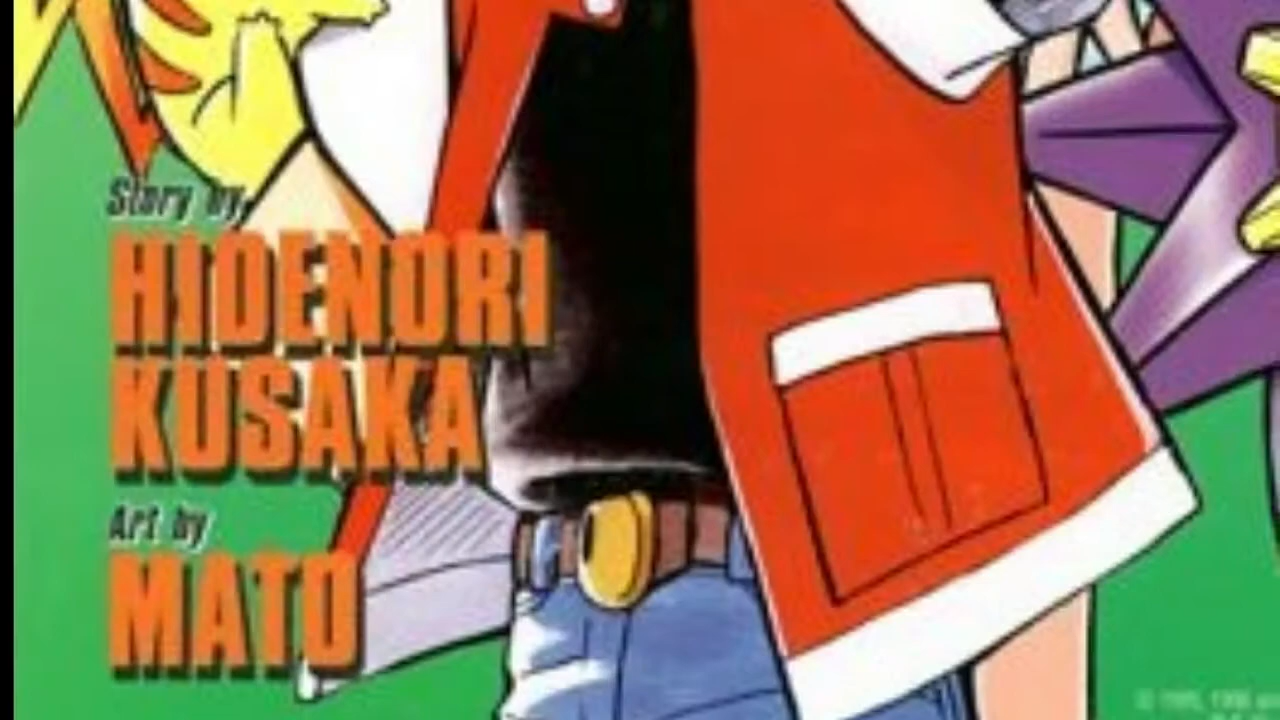 Story by
HIDENORI
KUSAKA
Art by
MATO